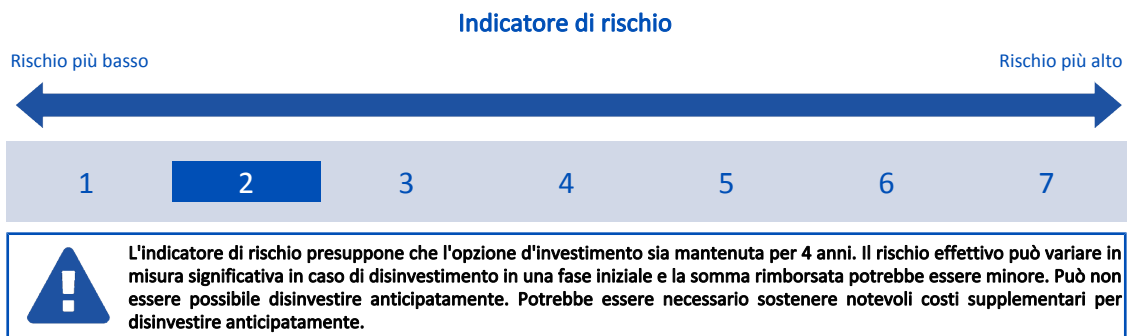 Indicatore di rischio
Rischio più basso
Rischio più alto
1 2 3 4 5 6 7
L'indicatore di rischio presuppone che l'opzione d'investimento sia mantenuta per 4 anni. Il rischio effettivo può variare in
misura significativa in caso di disinvestimento in una fase iniziale e la somma rimborsata potrebbe essere minore. Può non
essere possibile disinvestire anticipatamente. Potrebbe essere necessario sostenere notevoli costi supplementari per
disinvestire anticipatamente.